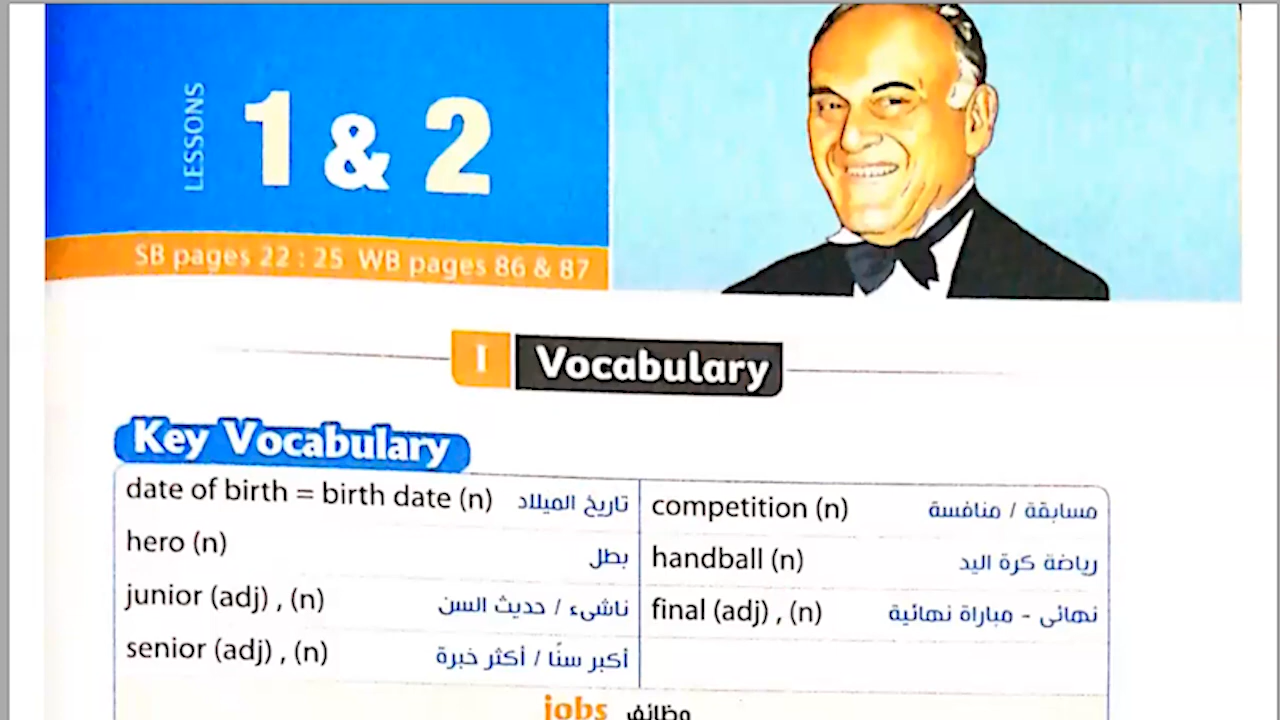 LESSONS
1 & 2
SB pages 22 : 25 WB pages 86 & 87
I Vocabulary
Key Vocabulary
date of birth = birth date (n) تاريخ الميلاد
competition (n) مسابقة / منافسة
hero (n) بطل
handball (n) رياضة كرة اليد
junior (adj) , (n) ناشىء / حديث السن
final (adj) , (n) نهائى - مباراة نهائية
senior (adj) , (n) أكبر سنًا / أكثر خبرة
jobs وظائف